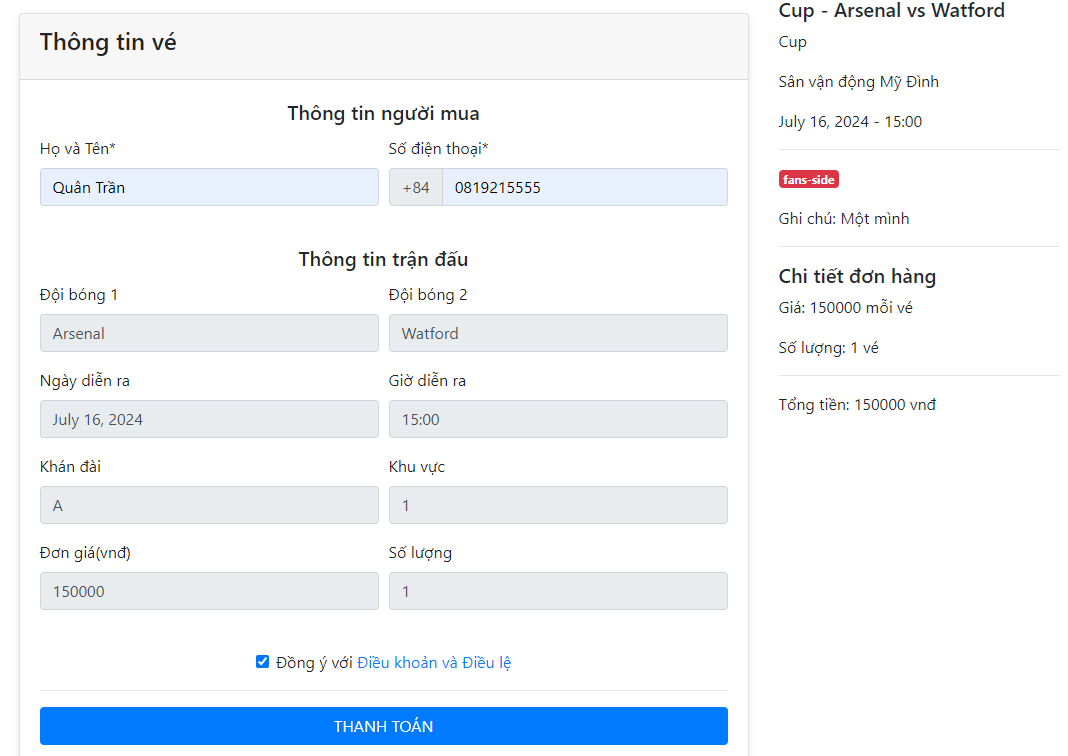 Thông tin vé
Thông tin người mua
Họ và Tên* Số điện thoại*
Quân Trần +84 0819215555
Thông tin trận đấu
Đội bóng 1 Đội bóng 2
Arsenal Watford
Ngày diễn ra Giờ diễn ra
July 16, 2024 15:00
Khán đài Khu vực
A 1
Đơn giá(vnđ) Số lượng
150000 1
Đồng ý với Điều khoản và Điều lệ
THANH TOÁN
Cup - Arsenal vs Watford
Cup
Sân vận động Mỹ Đình
July 16, 2024 - 15:00
fans-side
Ghi chú: Một mình
Chi tiết đơn hàng
Giá: 150000 mỗi vé
Số lượng: 1 vé
Tổng tiền: 150000 vnđ